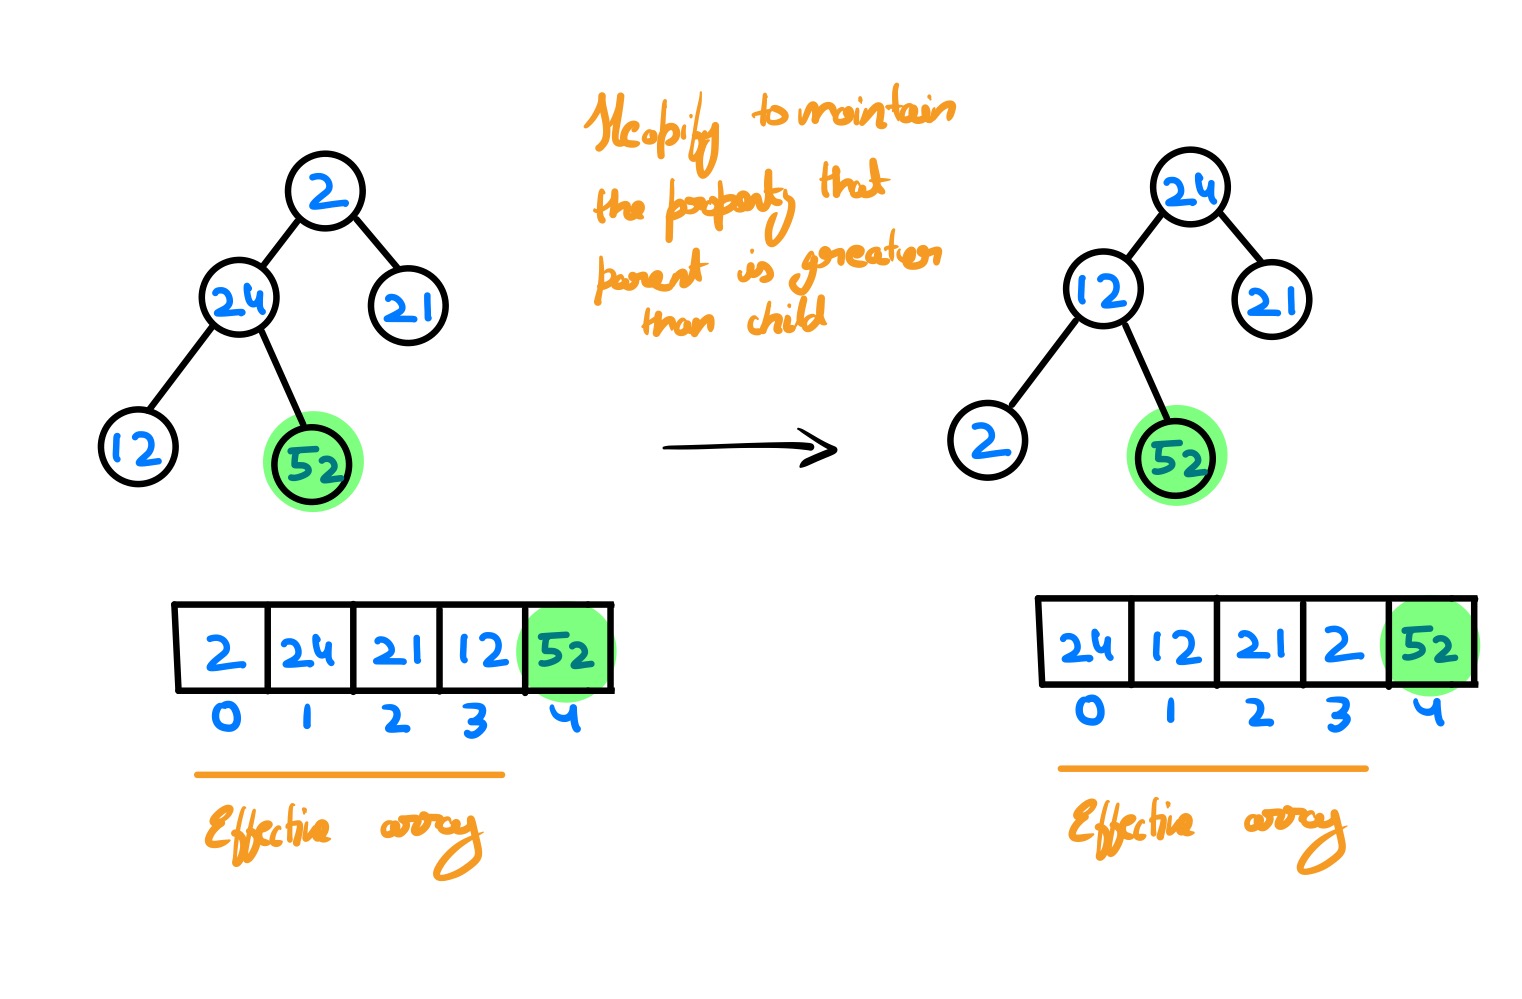 Heapify to maintain
the property that
parent is greater
than child
2
24 21
12 52
24
12 21
2 52
2 24 21 12 52
0 1 2 3 4
Effective array
24 12 21 2 52
0 1 2 3 4
Effective array